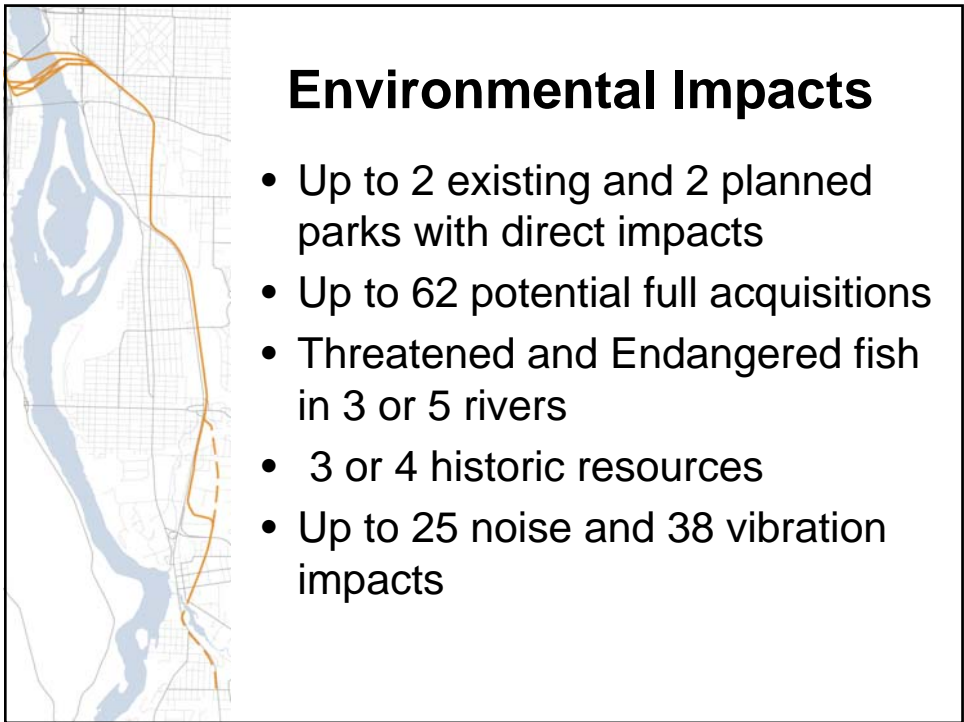 Environmental Impacts
• Up to 2 existing and 2 planned
parks with direct impacts
• Up to 62 potential full acquisitions
• Threatened and Endangered fish
in 3 or 5 rivers
• 3 or 4 historic resources
• Up to 25 noise and 38 vibration
impacts